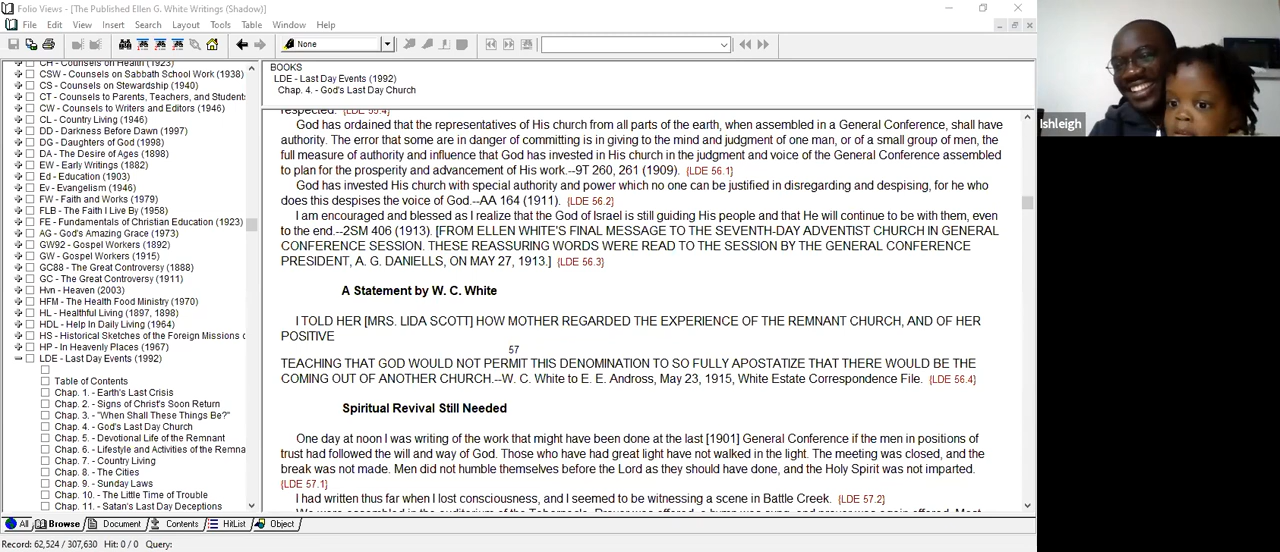 Folio Views - [The Published Ellen G. White Writings (Shadow)]
File Edit View Insert Search Layout Tools Table Window Help
None
CH - Counsels on Health (1923)
CSW - Counsels on Sabbath School Work (1938)
CS - Counsels on Stewardship (1940)
CT - Counsels to Parents, Teachers, and Students
CW - Counsels to Writers and Editors (1946)
CL - Country Living (1946)
DD - Darkness Before Dawn (1997)
DG - Daughters of God (1998)
DA - The Desire of Ages (1898)
EW - Early Writings (1882)
Ed - Education (1903)
Ev - Evangelism (1946)
FW - Faith and Works (1979)
FLB - The Faith I Live By (1958)
FE - Fundamentals of Christian Education (1923)
AG - God's Amazing Grace (1973)
GW92 - Gospel Workers (1892)
GW - Gospel Workers (1915)
GC88 - The Great Controversy (1888)
GC - The Great Controversy (1911)
Hvn - Heaven (2003)
HFM - The Health Food Ministry (1970)
HL - Healthful Living (1897, 1898)
HDL - Help In Daily Living (1964)
HS - Historical Sketches of the Foreign Missions o
HP - In Heavenly Places (1967)
LDE - Last Day Events (1992)
Table of Contents
Chap. 1 - Earth's Last Crisis
Chap. 2 - Signs of Christ's Soon Return
Chap. 3 - "When Shall These Things Be?"
Chap. 4 - God's Last Day Church
Chap. 5 - Devotional Life of the Remnant
Chap. 6 - Lifestyle and Activities of the Remna
Chap. 7 - Country Living
Chap. 8 - The Cities
Chap. 9 - Sunday Laws
Chap. 10 - The Little Time of Trouble
Chap. 11 - Satan's Last Day Deceptions
BOOKS
LDE - Last Day Events (1992)
Chap. 4 - God's Last Day Church
respected. {LDE 55.4}
God has ordained that the representatives of His church from all parts of the earth, when assembled in a General Conference, shall have
authority. The error that some are in danger of committing is in giving to the mind and judgment of one man, or of a small group of men, the
full measure of authority and influence that God has invested in His church in the judgment and voice of the General Conference assembled
to plan for the prosperity and advancement of His work.--9T 260, 261 (1909). {LDE 56.1}
God has invested His church with special authority and power which no one can be justified in disregarding and despising, for he who
does this despises the voice of God.--AA 164 (1911). {LDE 56.2}
I am encouraged and blessed as I realize that the God of Israel is still guiding His people and that He will continue to be with them, even
to the end.--2SM 406 (1913). [FROM ELLEN WHITE'S FINAL MESSAGE TO THE SEVENTH-DAY ADVENTIST CHURCH IN GENERAL
CONFERENCE SESSION. THESE REASSURING WORDS WERE READ TO THE SESSION BY THE GENERAL CONFERENCE
PRESIDENT, A. G. DANIELLS, ON MAY 27, 1913.] {LDE 56.3}
A Statement by W. C. White
I TOLD HER [MRS. LIDA SCOTT] HOW MOTHER REGARDED THE EXPERIENCE OF THE REMNANT CHURCH, AND OF HER
POSITIVE
57
TEACHING THAT GOD WOULD NOT PERMIT THIS DENOMINATION TO SO FULLY APOSTATIZE THAT THERE WOULD BE THE
COMING OUT OF ANOTHER CHURCH.--W. C. White to E. E. Andross, May 23, 1915, White Estate Correspondence File. {LDE 56.4}
Spiritual Revival Still Needed
One day at noon I was writing of the work that might have been done at the last [1901] General Conference if the men in positions of
trust had followed the will and way of God. Those who have had great light have not walked in the light. The meeting was closed, and the
break was not made. Men did not humble themselves before the Lord as they should have done, and the Holy Spirit was not imparted.
{LDE 57.1}
I had written thus far when I lost consciousness, and I seemed to be witnessing a scene in Battle Creek. {LDE 57.2}
We were assembled in the auditorium of the Tabernacle. Prayer was offered, a hymn was sung, and prayer was again offered. Most
All Browse Document Contents HitList Object
Record: 62,524 / 307,630 Hit: 0 / 0 Query:
Ishleigh